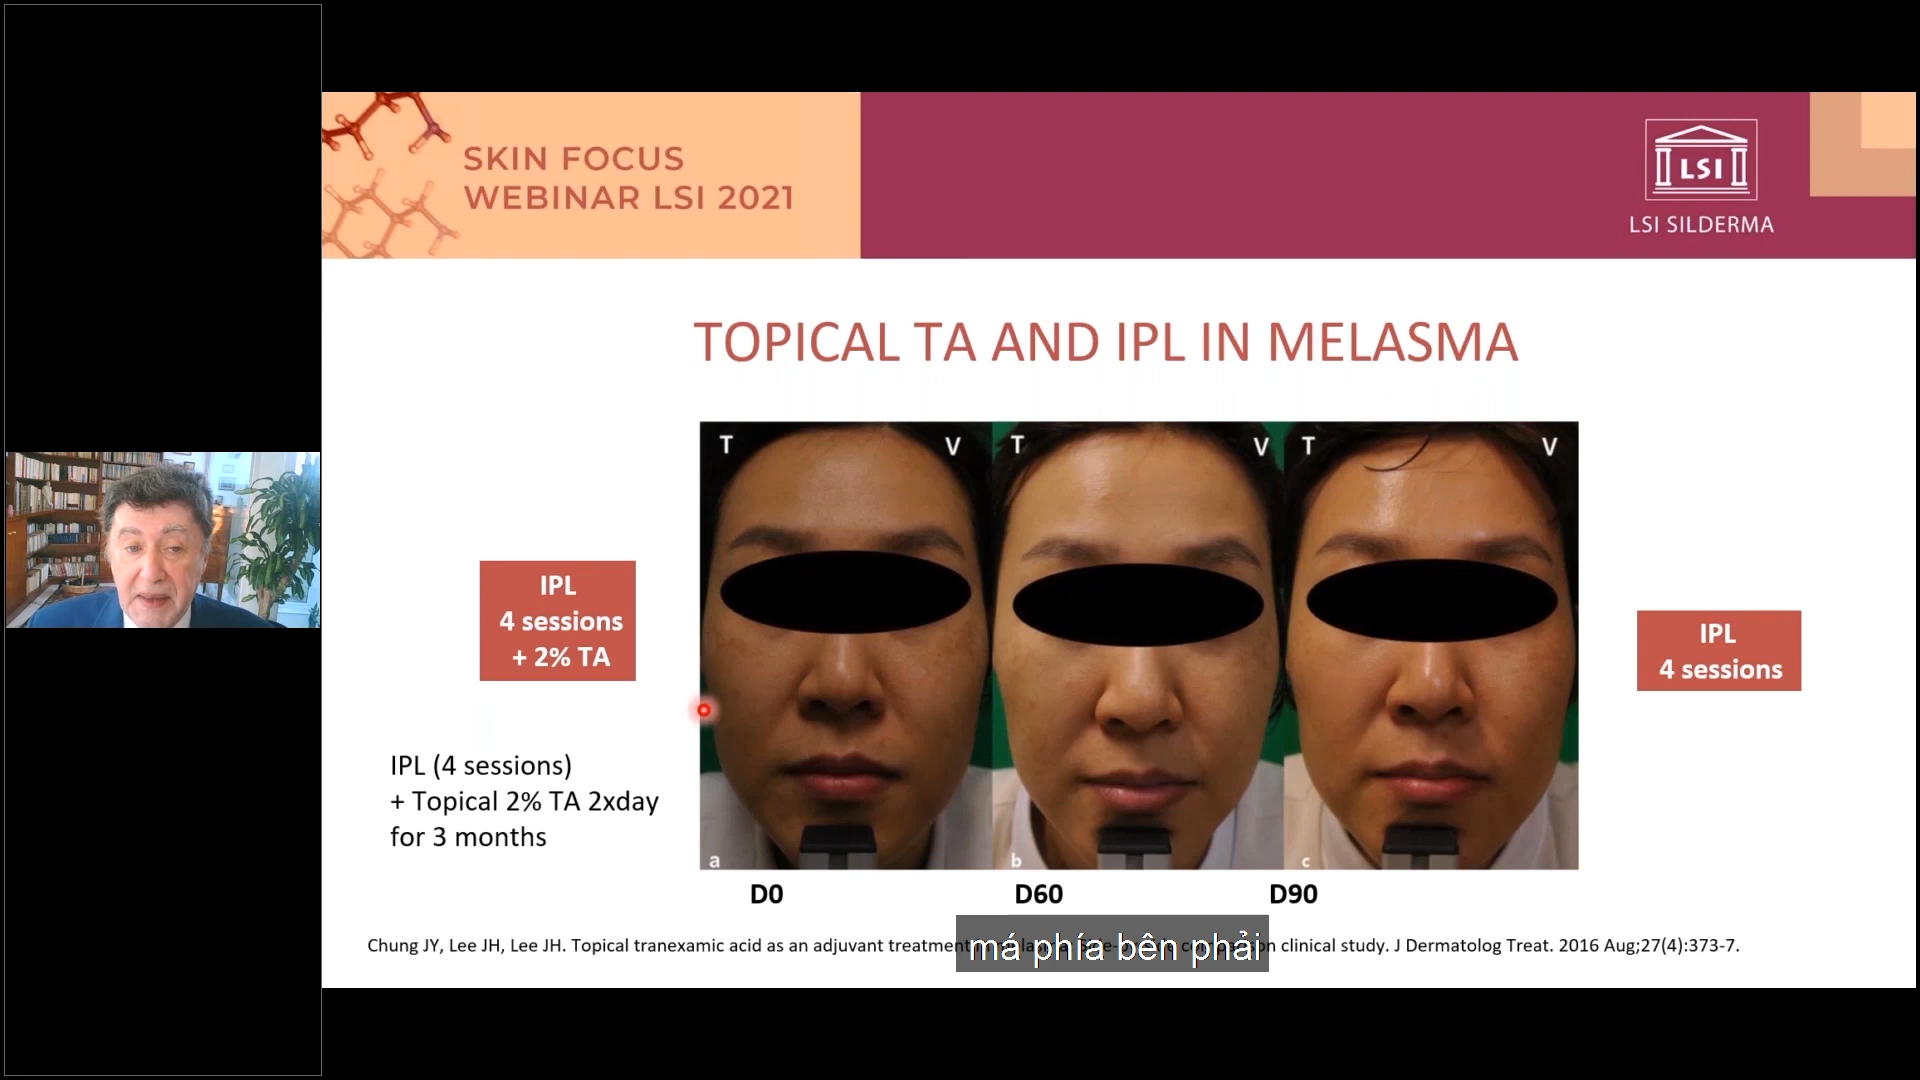 SKIN FOCUS
WEBINAR LSI 2021
LSI
LSI SILDERMA
TOPICAL TA AND IPL IN MELASMA
T V T V T V
IPL
4 sessions
+ 2% TA
IPL
4 sessions
IPL (4 sessions)
+ Topical 2% TA 2xday
for 3 months
a b c
D0 D60 D90
Chung JY, Lee JH, Lee JH. Topical tranexamic acid as an adjuvant treatment clinical study. J Dermatolog Treat. 2016 Aug;27(4):373-7.
má phía bên phải